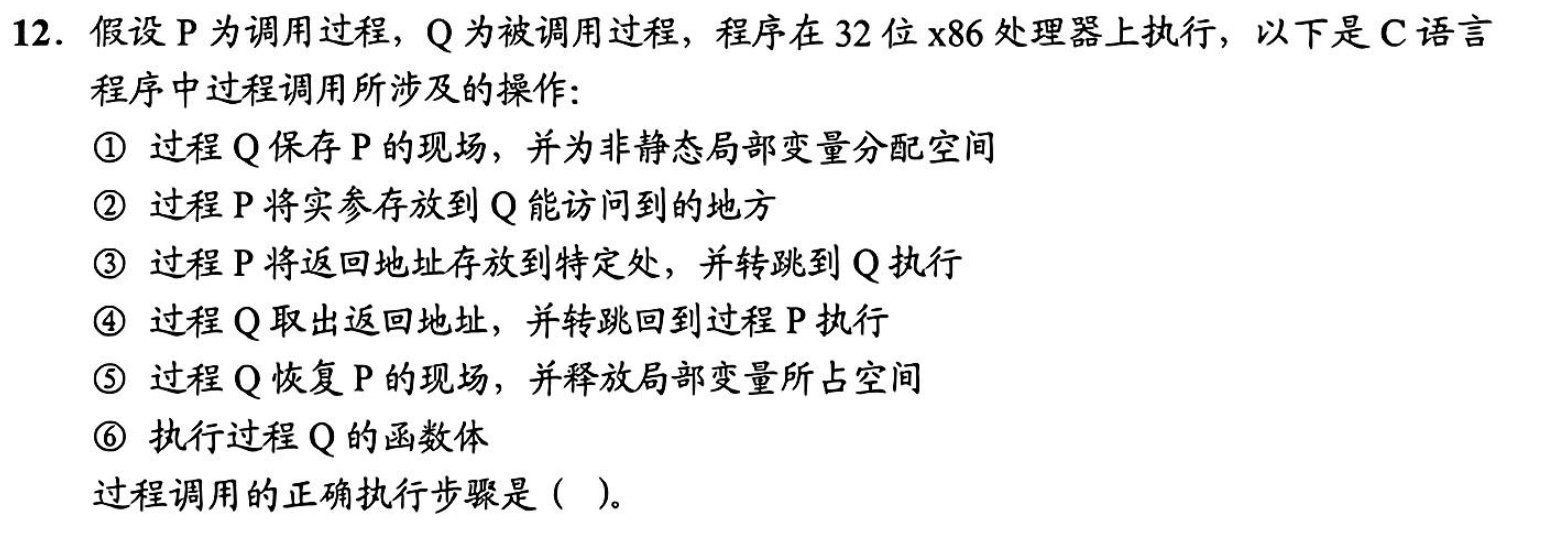 12. 假设 P 为调用过程，Q 为被调用过程，程序在 32 位 x86 处理器上执行，以下是 C 语言
程序中过程调用所涉及的操作：
① 过程 Q 保存 P 的现场，并为非静态局部变量分配空间
② 过程 P 将实参存放到 Q 能访问到的地方
③ 过程 P 将返回地址存放到特定处，并转跳到 Q 执行
④ 过程 Q 取出返回地址，并转跳回到过程 P 执行
⑤ 过程 Q 恢复 P 的现场，并释放局部变量所占空间
⑥ 执行过程 Q 的函数体
过程调用的正确执行步骤是（ ）。